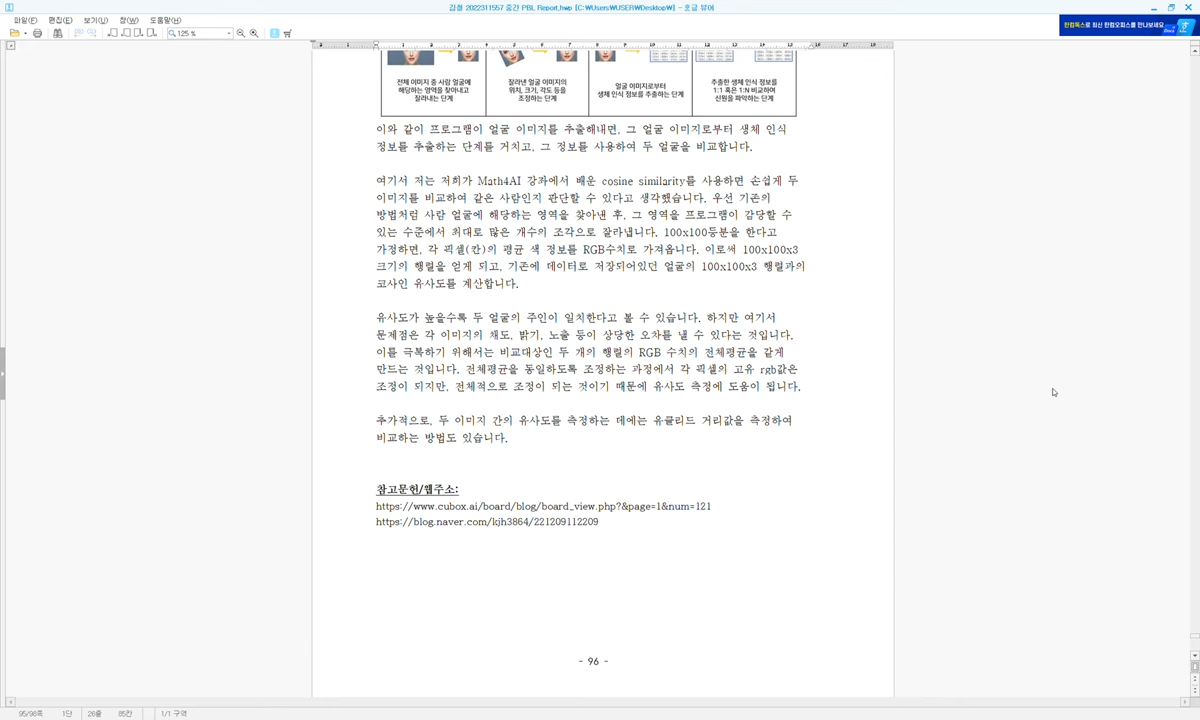 김철 2022311557 중간 PBL Report.hwp [C:\Users\USER\Desktop\] - 호글 뷰어
파일(F) 편집(E) 보기(U) 창(W) 도움말(H)
한컴독스로 최신 한컴오피스를 만나보세요
125 %
전체 이미지 중 사람 얼굴에
해당하는 영역을 찾아내고
잘라내는 단계
잘라낸 얼굴 이미지의
위치, 크기, 각도 등을
조정하는 단계
얼굴 이미지로부터
생체 인식 정보를 추출하는 단계
추출한 생체 인식 정보를
1:1 혹은 1:N 비교하여
신원을 파악하는 단계
이와 같이 프로그램이 얼굴 이미지를 추출해내면, 그 얼굴 이미지로부터 생체 인식
정보를 추출하는 단계를 거치고, 그 정보를 사용하여 두 얼굴을 비교합니다.
여기서 저는 저희가 Math4AI 강좌에서 배운 cosine similarity를 사용하면 손쉽게 두
이미지를 비교하여 같은 사람인지 판단할 수 있다고 생각했습니다. 우선 기존의
방법처럼 사람 얼굴에 해당하는 영역을 찾아낸 후, 그 영역을 프로그램이 감당할 수
있는 수준에서 최대로 많은 개수의 조각으로 잘라냅니다. 100x100등분을 한다고
가정하면, 각 픽셀(칸)의 평균 색 정보를 RGB수치로 가져옵니다. 이로써 100x100x3
크기의 행렬을 얻게 되고, 기존에 데이터로 저장되어있던 얼굴의 100x100x3 행렬과의
코사인 유사도를 계산합니다.
유사도가 높을수록 두 얼굴의 주인이 일치한다고 볼 수 있습니다. 하지만 여기서
문제점은 각 이미지의 채도, 밝기, 노출 등이 상당한 오차를 낼 수 있다는 것입니다.
이를 극복하기 위해서는 비교대상인 두 개의 행렬의 RGB 수치의 전체평균을 같게
만드는 것입니다. 전체평균을 동일하도록 조정하는 과정에서 각 픽셀의 고유 rgb값은
조정이 되지만, 전체적으로 조정이 되는 것이기 때문에 유사도 측정에 도움이 됩니다.
추가적으로, 두 이미지 간의 유사도를 측정하는 데에는 유클리드 거리값을 측정하여
비교하는 방법도 있습니다.
참고문헌/웹주소:
https://www.cubox.ai/board/blog/board_view.php?&page=1&num=121
https://blog.naver.com/kjh3864/221209112209
- 96 -
95/96쪽 1단 26줄 85칸 1/1 구역